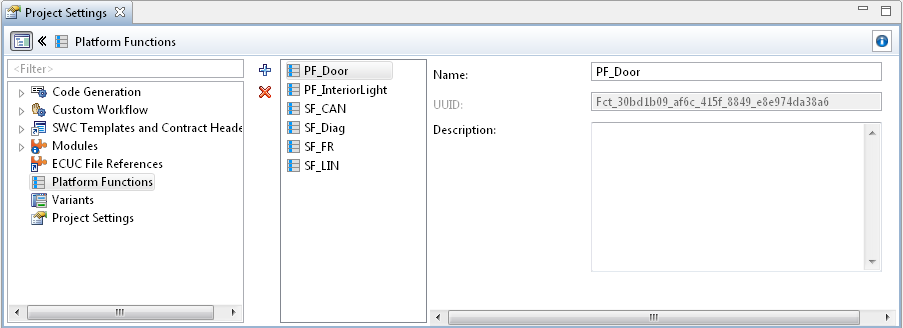 Project Settings
Platform Functions
<Filter>
Code Generation
Custom Workflow
SWC Templates and Contract Heade
Modules
ECUC File References
Platform Functions
Variants
Project Settings
PF_Door
PF_InteriorLight
SF_CAN
SF_Diag
SF_FR
SF_LIN
Name: PF_Door
UUID: Fct_30bd1b09_af6c_415f_8849_e8e974da38a6
Description: